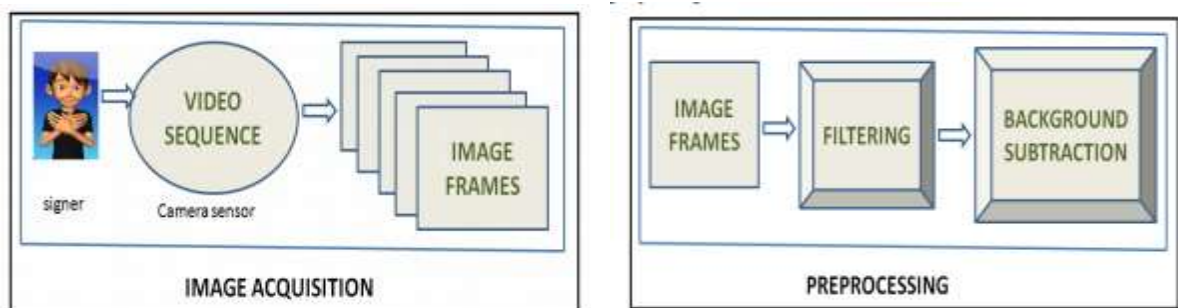 VIDEO
SEQUENCE
IMAGE
FRAMES
signer
Camera sensor
IMAGE ACQUISITION
IMAGE
FRAMES
FILTERING
BACKGROUND
SUBTRACTION
PREPROCESSING